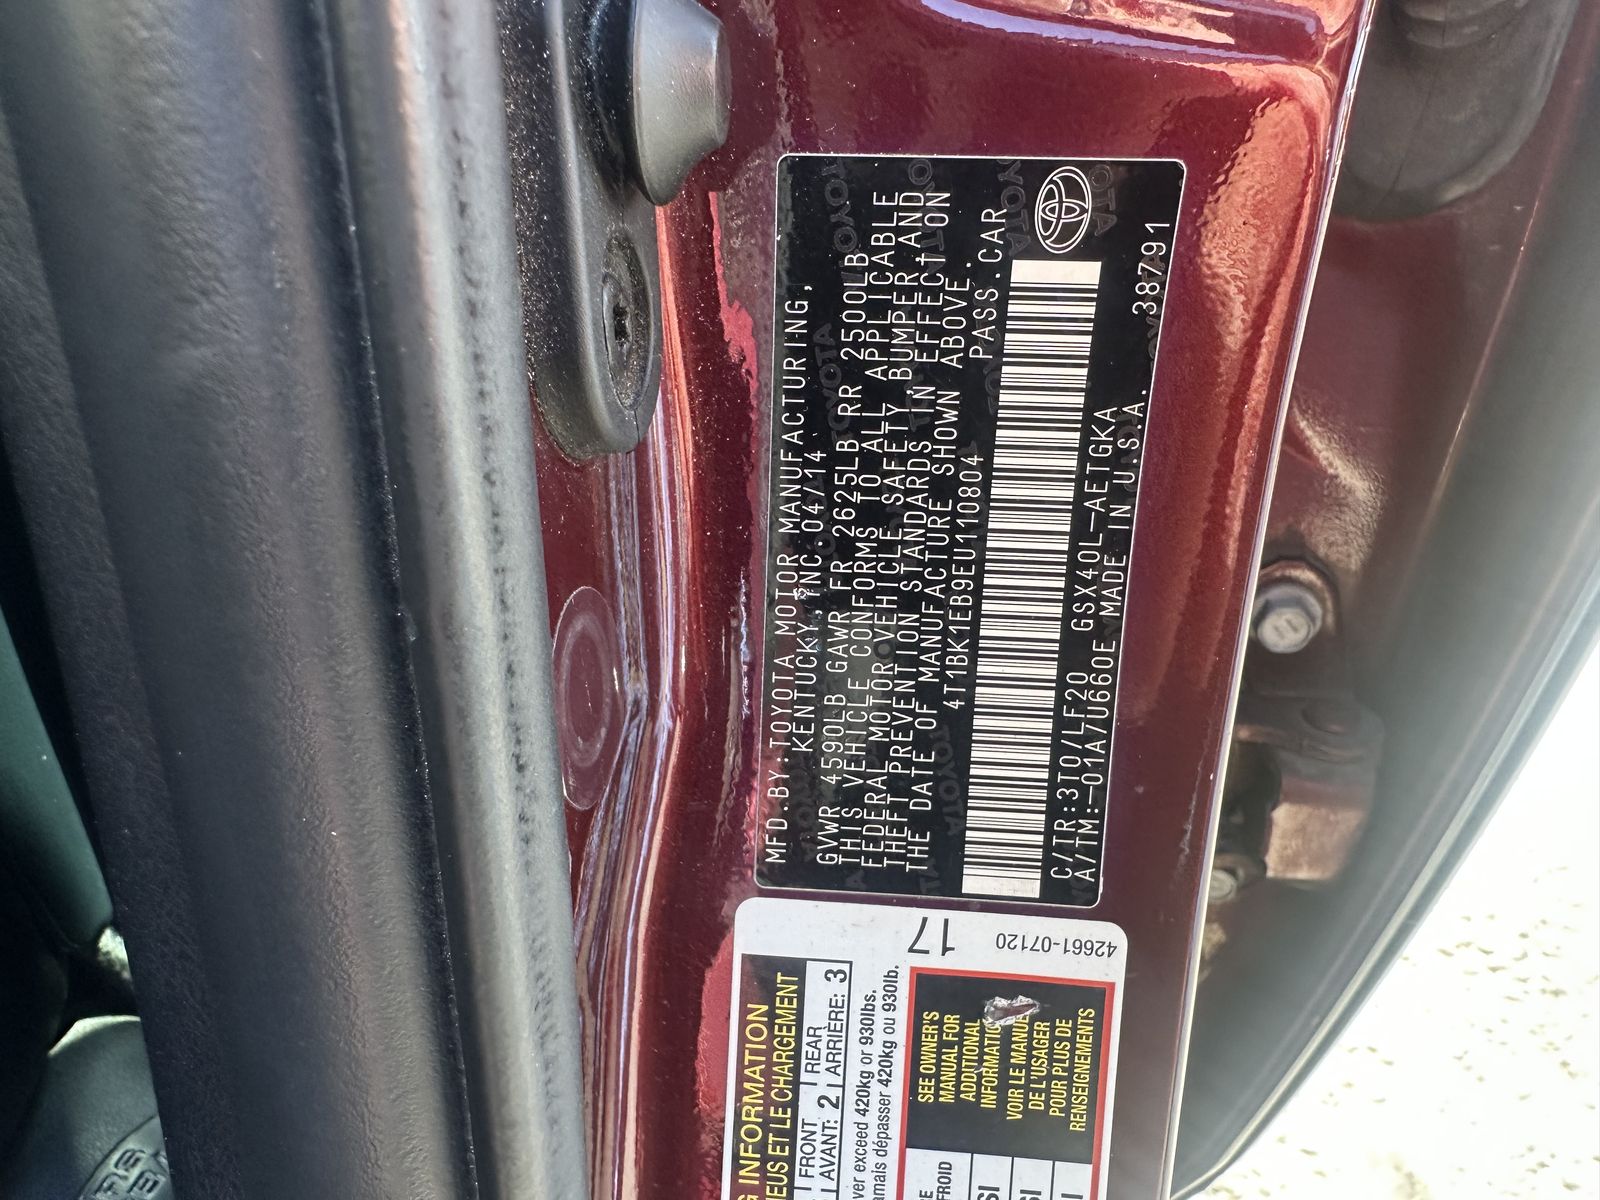 MFD.BY:TOYOTA MOTOR MANUFACTURING,
KENTUCKY, INC. 04/14
GVWR 4590LB GAWR FR 2625LB RR 2500LB
THIS VEHICLE CONFORMS TO ALL APPLICABLE
FEDERAL MOTOR VEHICLE SAFETY, BUMPER, AND
THEFT PREVENTION STANDARDS IN EFFECT ON
THE DATE OF MANUFACTURE SHOWN ABOVE.
4T1BK1EB9EU110804 PASS.CAR
C/TR:3T0/LF20 GSX40L-AETGKA
A/TM:-01A/U660E MADE IN U.S.A. 38791
17
42661-07120
INFORMATION
ET LE CHARGEMENT
FRONT
AVANT: 2
REAR
ARRIÈRE: 3
exceed 420kg or 930lbs.
dépasser 420kg ou 930lb.
SEE OWNER'S
MANUAL FOR
ADDITIONAL
VOIR LE
DE L'USAGER
POUR PLUS DE
RENSEIGNEMENTS
FROID